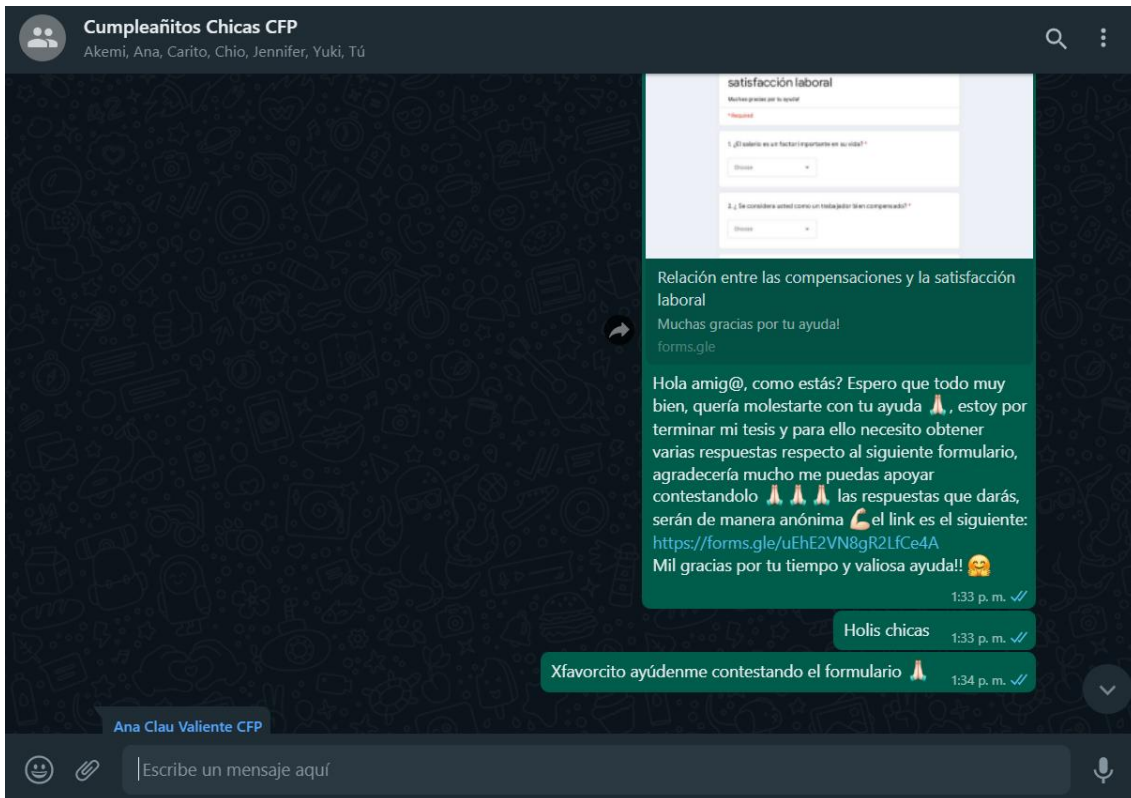 Cumpleañitos Chicas CFP
Akemi, Ana, Carito, Chio, Jennifer, Yuki, Tú
satisfacción laboral
Muchas gracias por tu ayuda!
*Required
1. ¿El salario es un factor importante en su vida? *
Choose
2. ¿ Se considera usted como un trabajador bien compensado? *
Choose
Relación entre las compensaciones y la satisfacción
laboral
Muchas gracias por tu ayuda!
forms.gle
Hola amig@, como estás? Espero que todo muy
bien, quería molestarte con tu ayuda 🙏🏻, estoy por
terminar mi tesis y para ello necesito obtener
varias respuestas respecto al siguiente formulario,
agradecería mucho me puedas apoyar
contestandolo 🙏🏻 🙏🏻 🙏🏻 las respuestas que darás,
serán de manera anónima 💪🏻el link es el siguiente:
https://forms.gle/uEhE2VN8gR2LfCe4A
Mil gracias por tu tiempo y valiosa ayuda!! 🤗
1:33 p. m.
Holis chicas 1:33 p. m.
Xfavorcito ayúdenme contestando el formulario 🙏🏻 1:34 p. m.
Ana Clau Valiente CFP
Escribe un mensaje aquí